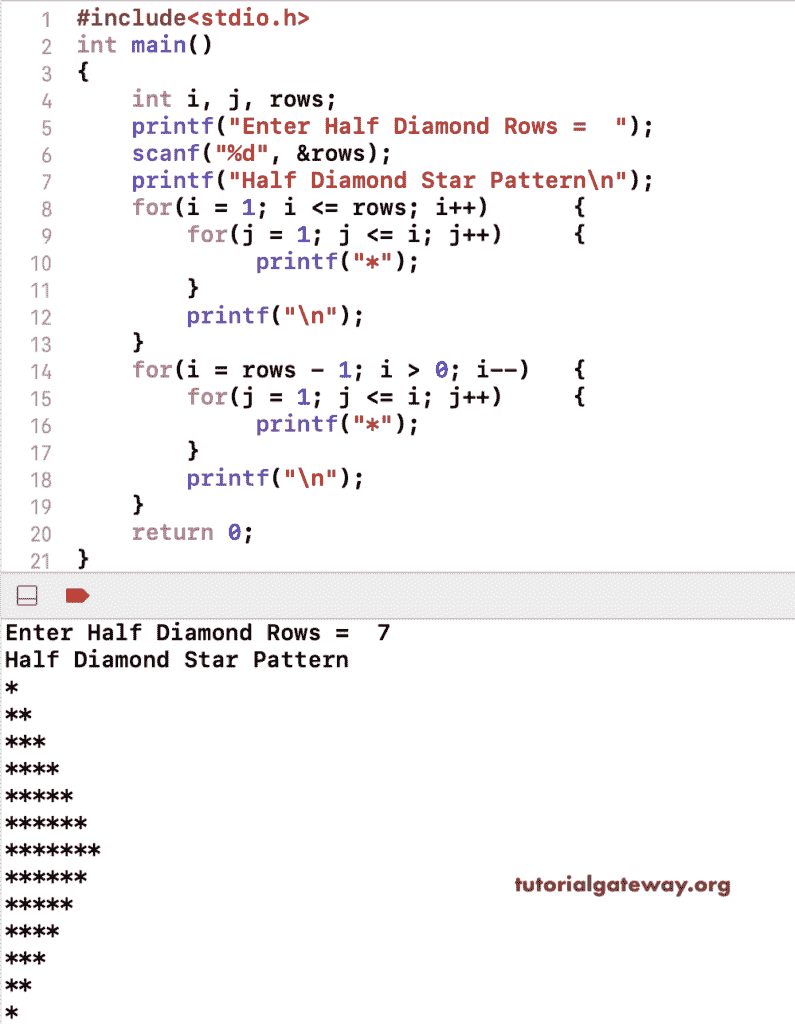 1 #include<stdio.h>
2 int main()
3 {
4     int i, j, rows;
5     printf("Enter Half Diamond Rows =  ");
6     scanf("%d", &rows);
7     printf("Half Diamond Star Pattern\n");
8     for(i = 1; i <= rows; i++)      {
9         for(j = 1; j <= i; j++)     {
10              printf("*");
11         }
12         printf("\n");
13     }
14     for(i = rows - 1; i > 0; i--)   {
15         for(j = 1; j <= i; j++)     {
16              printf("*");
17         }
18         printf("\n");
19     }
20     return 0;
21 }
Enter Half Diamond Rows =  7
Half Diamond Star Pattern
*
**
***
****
*****
******
*******
******
*****
****
***
**
*
tutorialgateway.org